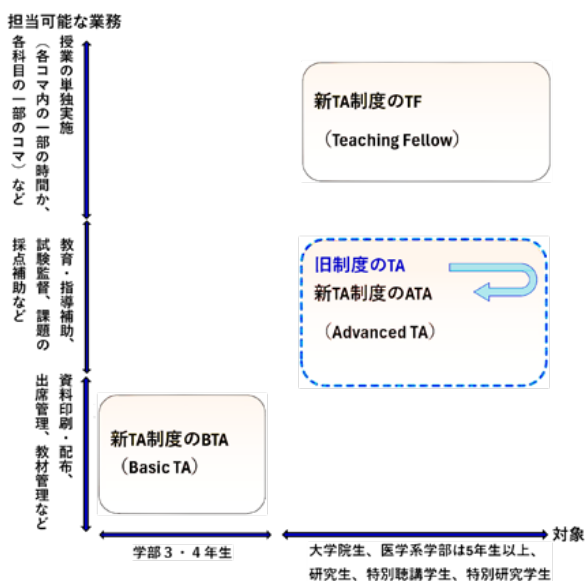 担当可能な業務
授業の単独実施
（各コマ内の一部の時間か、
各科目の一部のコマ）など
新TA制度のTF
（Teaching Fellow）
教育・指導補助、
試験監督、課題の
採点補助など
旧制度のTA
新TA制度のATA
（Advanced TA）
資料印刷・配布、
出席管理、教材管理など
新TA制度のBTA
（Basic TA）
対象
学部３・４年生
大学院生、医学系学部は5年生以上、
研究生、特別聴講学生、特別研究学生